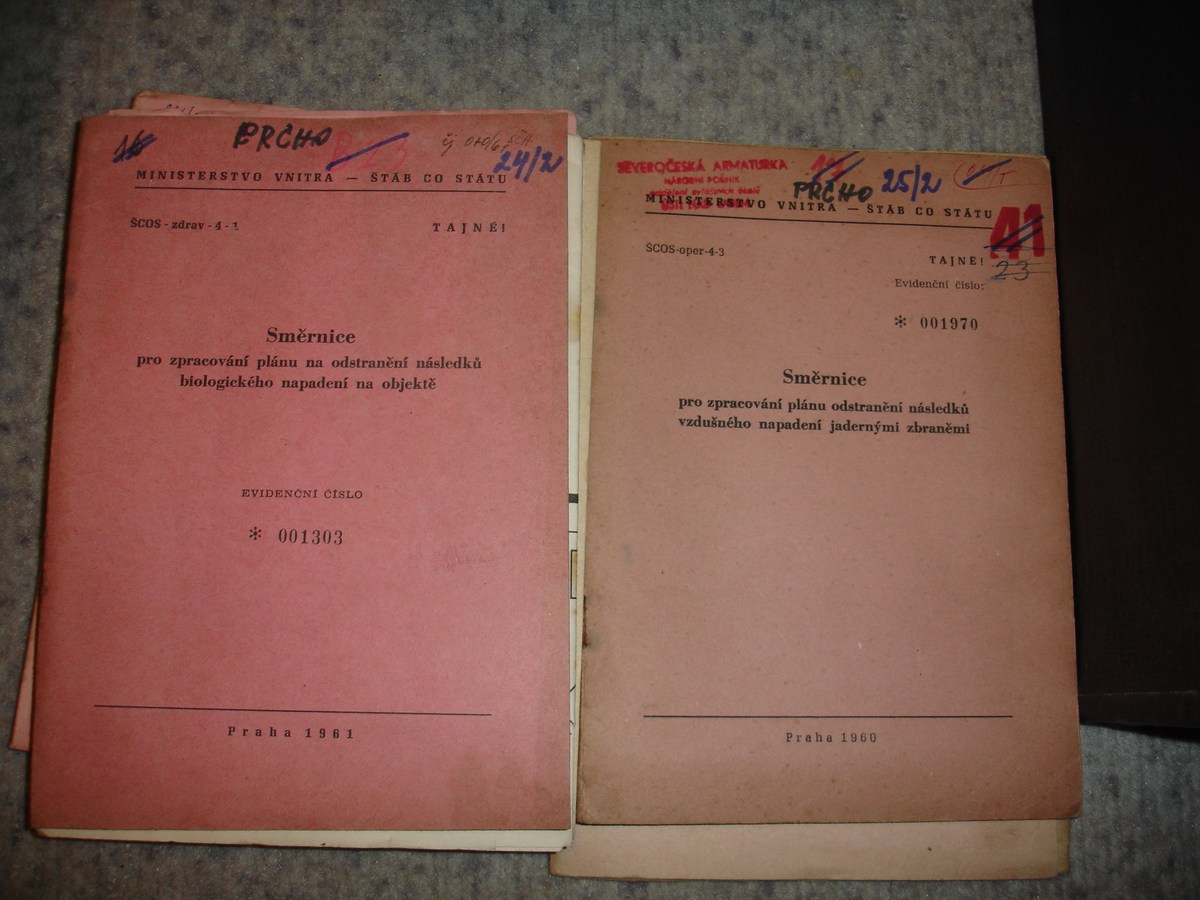 PRCHO
24/2
MINISTERSTVO VNITRA — ŠTÁB CO STÁTU
ŠCOS - zdrav - 4 - 1
TAJNÉ!
Směrnice
pro zpracování plánu na odstranění následků
biologického napadení na objektě
EVIDENČNÍ ČÍSLO
* 001303
Praha 1961
SEVEROČESKÁ ARMATURKA
NÁRODNÍ PODNIK
PRCHO
25/2
MINISTERSTVO VNITRA — ŠTÁB CO STÁTU
41
ŠCOS-oper-4-3
TAJNÉ!
23
Evidenční číslo:
* 001970
Směrnice
pro zpracování plánu odstranění následků
vzdušného napadení jadernými zbraněmi
Praha 1960